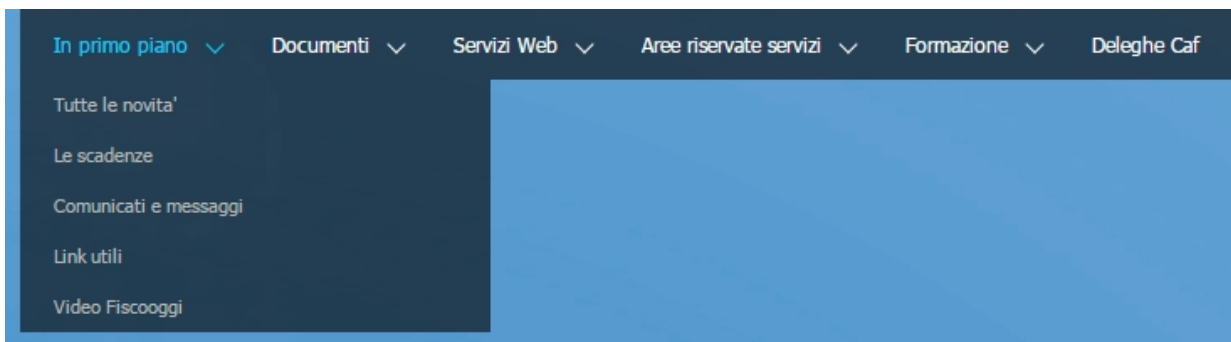 In primo piano Documenti Servizi Web Aree riservate servizi Formazione Deleghe Caf
Tutte le novita'
Le scadenze
Comunicati e messaggi
Link utili
Video Fiscooggi